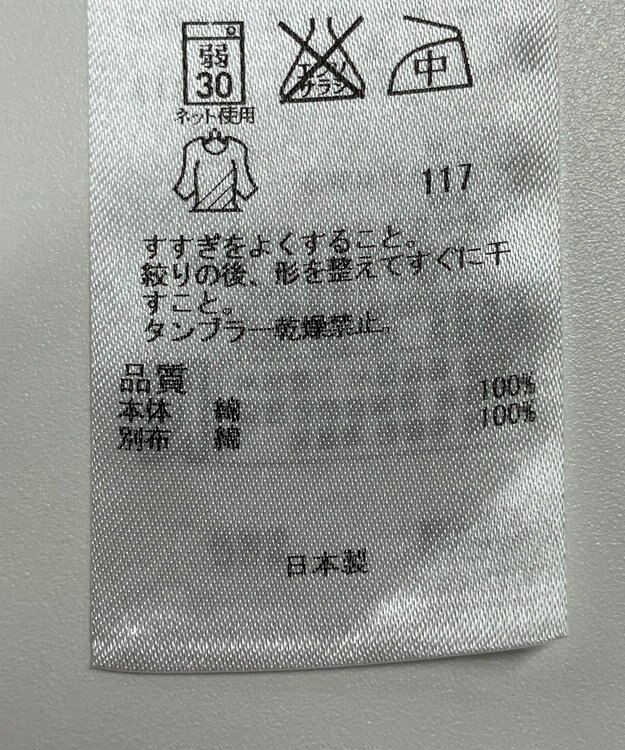 弱
30
エンソ
サラシ
中
ネット使用
117
すすぎをよくすること。
絞りの後、形を整えてすぐに干
すこと。
タンブラー乾燥禁止。
品質
本体 綿 100%
別布 綿 100%
日本製